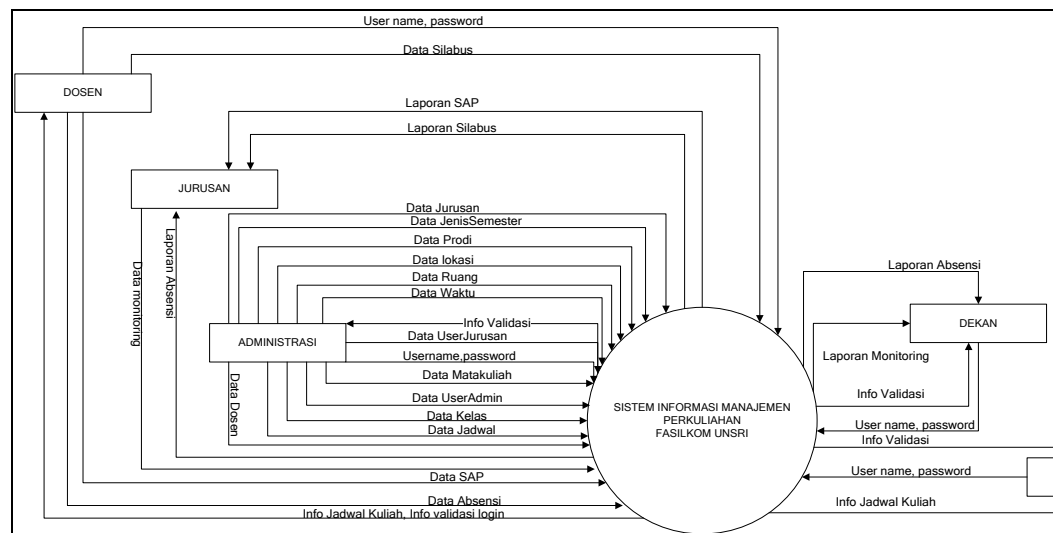 User name, password
Data Silabus
DOSEN
Laporan SAP
Laporan Silabus
JURUSAN
Data Jurusan
Data JenisSemester
Data Prodi
Data lokasi
Data Ruang
Data Waktu
Data monitoring
Laporan Absensi
Laporan Absensi
DEKAN
Info Validasi
ADMINISTRASI
Data UserJurusan
Username,password
Data Matakuliah
Data Dosen
Data UserAdmin
Data Kelas
Data Jadwal
SISTEM INFORMASI MANAJEMEN
PERKULIAHAN
FASILKOM UNSRI
Laporan Monitoring
Info Validasi
User name, password
Info Validasi
User name, password
Info Jadwal Kuliah
Data SAP
Data Absensi
Info Jadwal Kuliah, Info validasi login